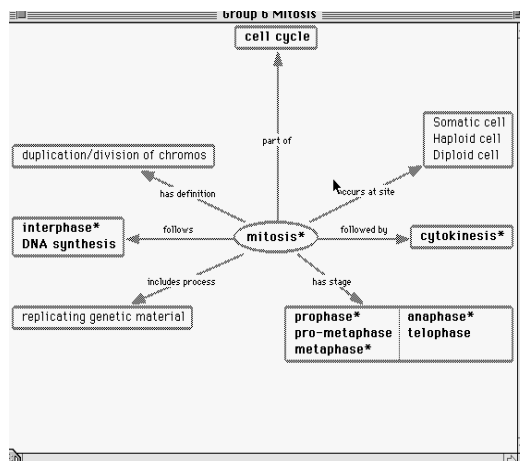 Group 6 Mitosis
cell cycle
part of
Somatic cell
Haploid cell
Diploid cell
occurs at site
duplication/division of chromos
has definition
interphase*
DNA synthesis
follows
mitosis*
followed by
cytokinesis*
includes process
replicating genetic material
has stage
prophase*
pro-metaphase
metaphase*
anaphase*
telophase